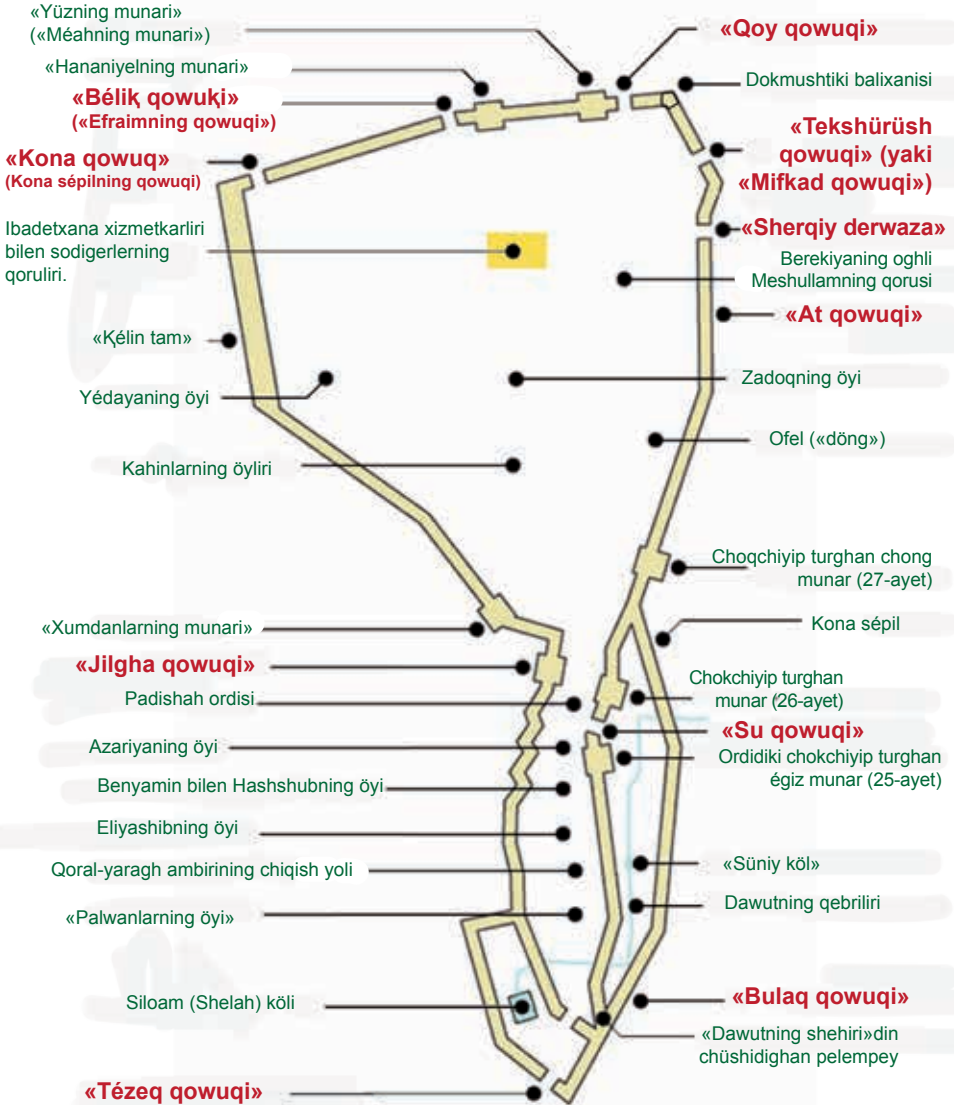 «Yüzning munari»
(«Méahning munari»)
«Qoy qowuqi»
«Hananiyelning munari»
Dokmushtiki balixanisi
«Béliⱪ qowuⱪi»
(«Efraimning qowuqi»)
«Tekshürüsh
qowuqi» (yaki
«Mifkad qowuqi»)
«Kona qowuq»
(Kona sépilning qowuqi)
Ibadetxana xizmetkarliri
bilen sodigerlerning
qoruliri.
«Sherqiy derwaza»
Berekiyaning oghli
Meshullamning qorusi
«At qowuqi»
«Ⱪélin tam»
Yédayaning öyi
Zadoqning öyi
Ofel («döng»)
Kahinlarning öyliri
Choqchiyip turghan chong
munar (27-ayet)
«Xumdanlarning munari»
Kona sépil
«Jilgha qowuqi»
Padishah ordisi
Chokchiyip turghan
munar (26-ayet)
«Su qowuqi»
Azariyaning öyi
Ordidiki chokchiyip turghan
égiz munar (25-ayet)
Benyamin bilen Hashshubning öyi
Eliyashibning öyi
Qoral-yaragh ambirining chiqish yoli
«Süniy köl»
«Palwanlarning öyi»
Dawutning qebriliri
Siloam (Shelah) köli
«Bulaq qowuqi»
«Dawutning shehiri»din
chüshidighan pelempey
«Tézeq qowuqi»